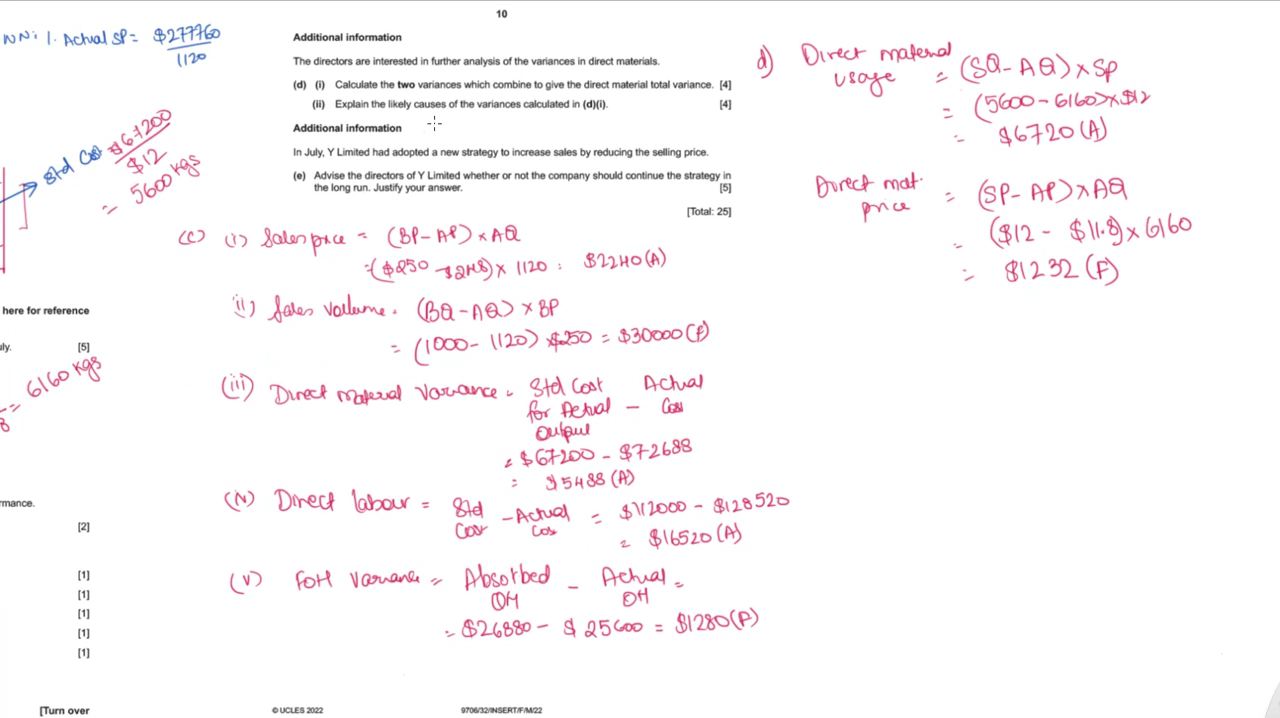 10
NN: 1. Actual SP = $277760
1120
Additional information
The directors are interested in further analysis of the variances in direct materials.
(d) (i) Calculate the two variances which combine to give the direct material total variance. [4]
(ii) Explain the likely causes of the variances calculated in (d)(i). [4]
Additional information
In July, Y Limited had adopted a new strategy to increase sales by reducing the selling price.
(e) Advise the directors of Y Limited whether or not the company should continue the strategy in
the long run. Justify your answer. [5]
[Total: 25]
Std Cost $67200
$12
= 5600 kgs
here for reference
uly. [5]
= 6160 kgs
8
rmance.
[2]
[1]
[1]
[1]
[1]
[1]
[Turn over
(c) (i) Sales price = (BP - AP) × AQ
= ($250 - $248) × 1120 = $2240 (A)
(ii) Sales volume = (BQ - AQ) × BP
= (1000 - 1120) × $250 = $30000 (F)
(iii) Direct Material Variance = Std Cost Actual
for Actual - Cost
Output
= $67200 - $72688
= $5488 (A)
(iv) Direct labour = Std - Actual = $112000 - $128520
Cost Cos
= $16520 (A)
(v) FOH Variance = Absorbed - Actual =
OH OH
= $26880 - $25600 = $1280 (F)
d) Direct material
usage = (SQ - AQ) × SP
= (5600 - 6160) × $12
= $6720 (A)
Direct mat.
price = (SP - AP) × AQ
= ($12 - $11.8) × 6160
= $1232 (F)
© UCLES 2022
9706/32/INSERT/F/M/22